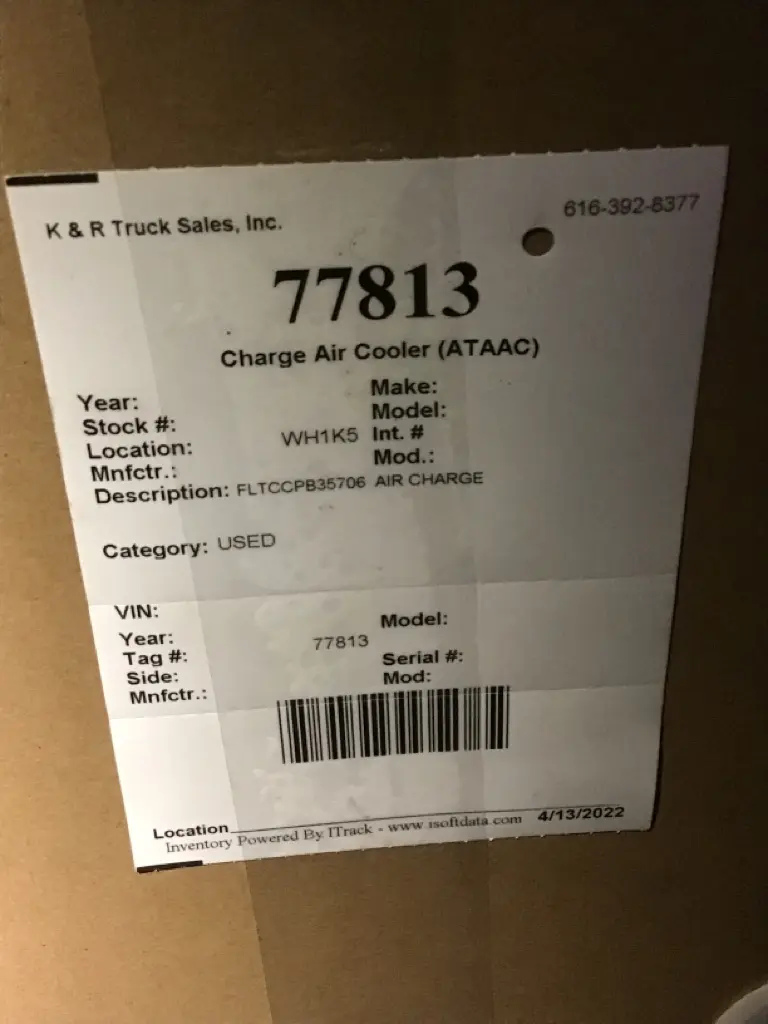 K & R Truck Sales, Inc. 616-392-8377
77813
Charge Air Cooler (ATAAC)
Year: Make:
Stock #: Model:
Location: WH1K5 Int. #
Mnfctr.: Mod.:
Description: FLTCCPB35706 AIR CHARGE
Category: USED
VIN: Model:
Year:
Tag #: 77813 Serial #:
Side: Mod:
Mnfctr.:
Location
Inventory Powered By ITrack - www.isoftdata.com 4/13/2022